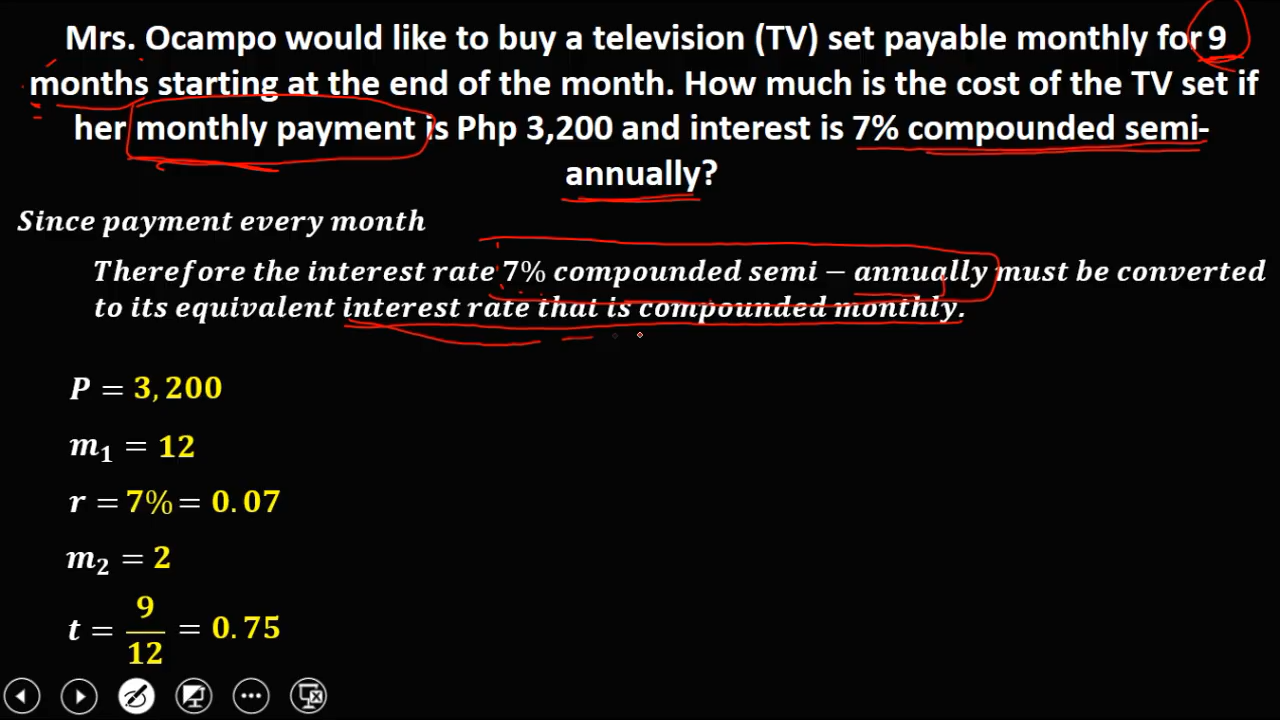 Mrs. Ocampo would like to buy a television (TV) set payable monthly for 9
months starting at the end of the month. How much is the cost of the TV set if
her monthly payment is Php 3,200 and interest is 7% compounded semi-
annually?
Since payment every month
Therefore the interest rate 7% compounded semi − annually must be converted
to its equivalent interest rate that is compounded monthly.
P = 3,200
m₁ = 12
r = 7% = 0.07
m₂ = 2
t = 9/12 = 0.75